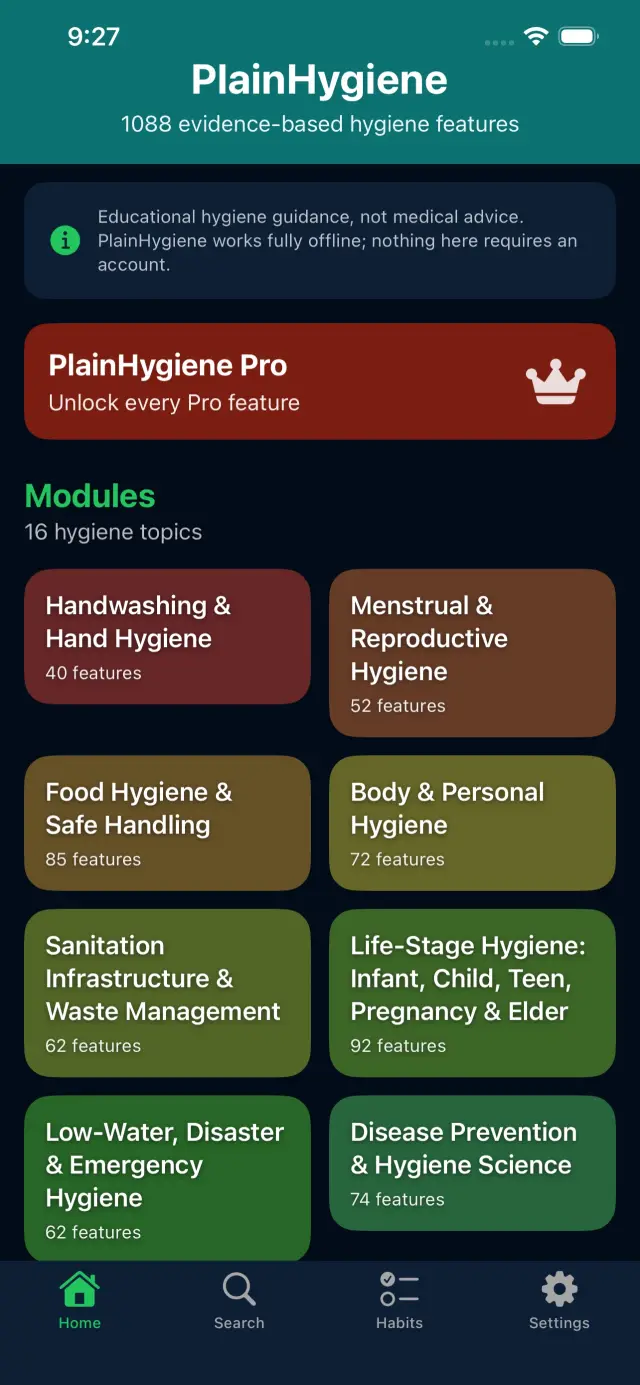 9:27
PlainHygiene
1088 evidence-based hygiene features
Educational hygiene guidance, not medical advice.
PlainHygiene works fully offline; nothing here requires an
account.
PlainHygiene Pro
Unlock every Pro feature
Modules
16 hygiene topics
Handwashing &
Hand Hygiene
40 features
Menstrual &
Reproductive
Hygiene
52 features
Food Hygiene &
Safe Handling
85 features
Body & Personal
Hygiene
72 features
Sanitation
Infrastructure &
Waste Management
62 features
Life-Stage Hygiene:
Infant, Child, Teen,
Pregnancy & Elder
92 features
Low-Water, Disaster
& Emergency
Hygiene
62 features
Disease Prevention
& Hygiene Science
74 features
Home
Search
Habits
Settings